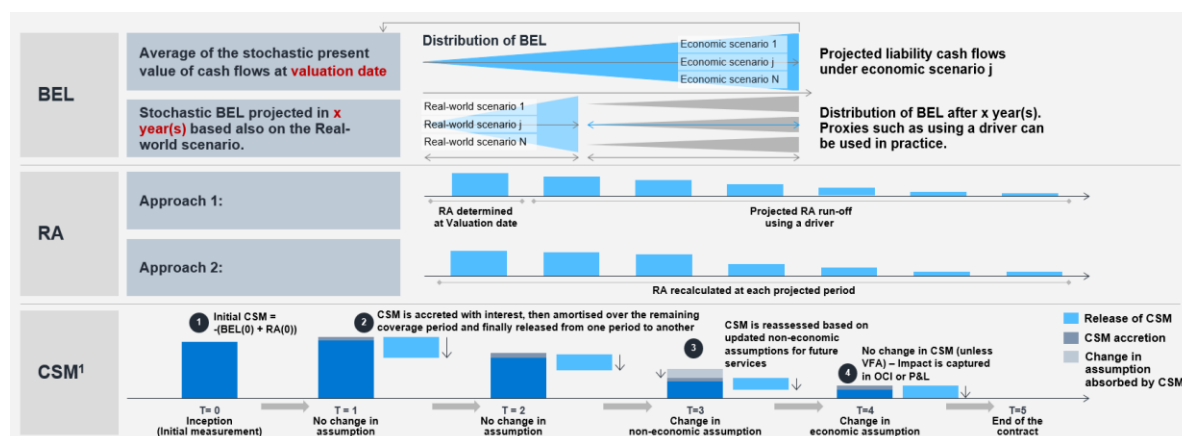 BEL
Average of the stochastic present
value of cash flows at valuation date
Distribution of BEL
Economic scenario 1
Economic scenario j
Economic scenario N
Projected liability cash flows
under economic scenario j
Stochastic BEL projected in x
year(s) based also on the Real-
world scenario.
Real-world scenario 1
Real-world scenario j
Real-world scenario N
Distribution of BEL after x year(s).
Proxies such as using a driver can
be used in practice.
RA
Approach 1:
RA determined
at Valuation date
Projected RA run-off
using a driver
Approach 2:
RA recalculated at each projected period
CSM¹
1
Initial CSM =
-(BEL(0) + RA(0))
2
CSM is accreted with interest, then amortised over the remaining
coverage period and finally released from one period to another
3
CSM is reassessed based on
updated non-economic
assumptions for future
services
4
No change in CSM (unless
VFA) – Impact is captured
in OCI or P&L
Release of CSM
CSM accretion
Change in
assumption
absorbed by CSM
T= 0
Inception
(Initial measurement)
T = 1
No change in
assumption
T = 2
No change in
assumption
T=3
Change in
non-economic assumption
T=4
Change in
economic assumption
T=5
End of the
contract